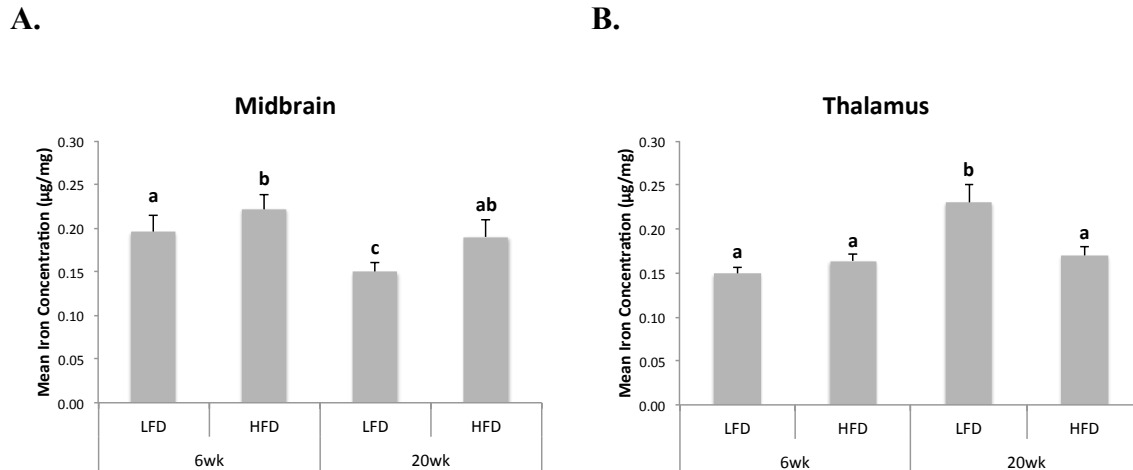 A.
Midbrain
Mean Iron Concentration (µg/mg)
0.30
0.25
0.20
0.15
0.10
0.05
0.00
a
b
c
ab
LFD HFD LFD HFD
6wk 20wk
B.
Thalamus
Mean Iron Concentration (µg/mg)
0.30
0.25
0.20
0.15
0.10
0.05
0.00
a
a
b
a
LFD HFD LFD HFD
6wk 20wk